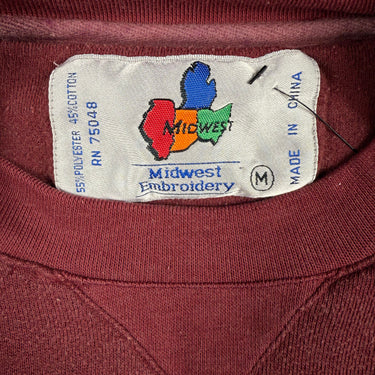 55% POLYESTER 45% COTTON
RN 75048
MIDWEST
Midwest
Embroidery
M
MADE IN CHINA